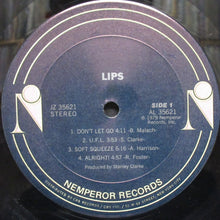 LIPS
JZ 35621
STEREO
SIDE 1
AL 35621
℗ 1979 Nemperor
Records, Inc.
1. DON'T LET GO 4:11 -B. Malach-
2. U.F.L. 3:53 -S. Clarke-
3. SOFT SQUEEZE 6:16 -A. Harrison-
4. ALRIGHT! 4:57 -R. Foster-
Produced by Stanley Clarke
NEMPEROR RECORDS